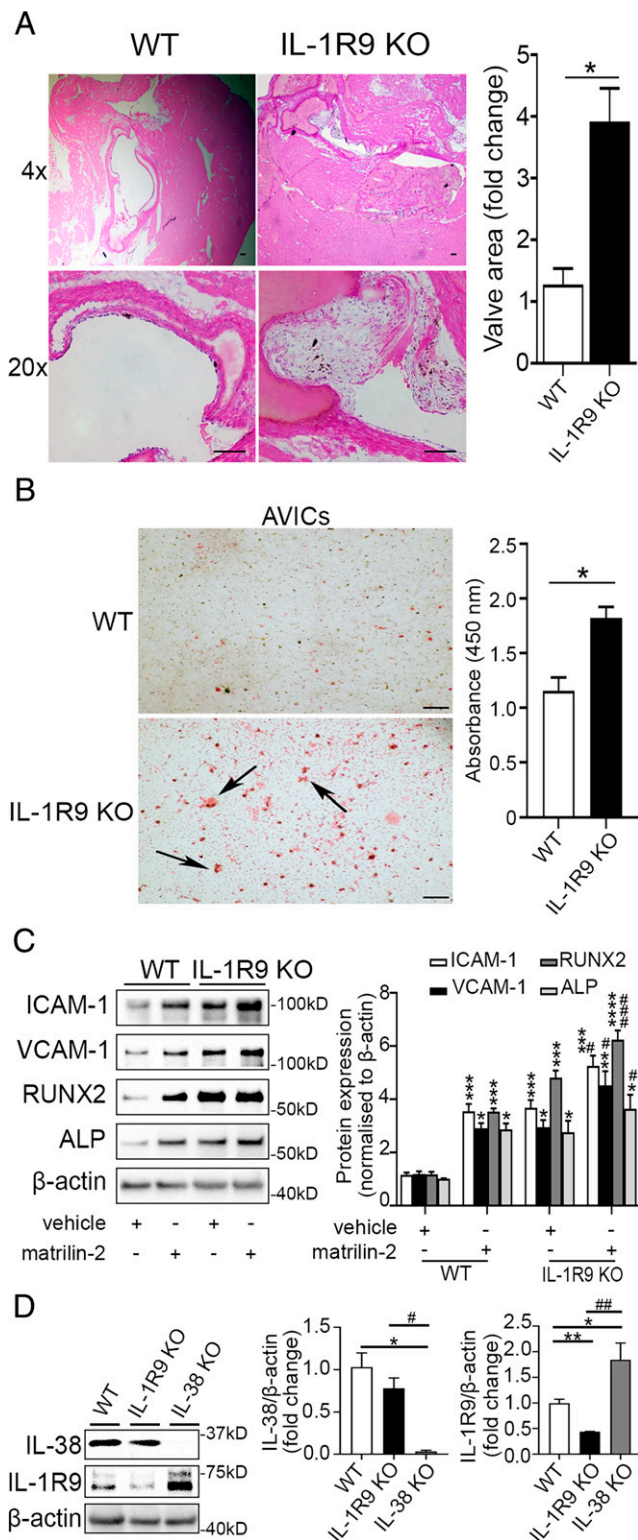 A
WT
IL-1R9 KO
4x
20x
Valve area (fold change)
5
4
3
2
1
0
*
WT
IL-1R9 KO
B
AVICs
WT
IL-1R9 KO
Absorbance (450 nm)
2.5
2.0
1.5
1.0
0.5
0
*
WT
IL-1R9 KO
C
WT IL-1R9 KO
ICAM-1 -100kD
VCAM-1 -100kD
RUNX2 -50kD
ALP -50kD
β-actin -40kD
vehicle + - + -
matrilin-2 - + - +
ICAM-1 RUNX2
VCAM-1 ALP
Protein expression
(normalised to β-actin)
8
6
4
2
0
*** * *** *
*** * *** *
vehicle + - + -
matrilin-2 - + - +
WT IL-1R9 KO
D
WT IL-1R9 KO IL-38 KO
IL-38 -37kD
IL-1R9 -75kD
β-actin -40kD
IL-38/β-actin
(fold change)
1.5
1.0
0.5
0.0
#
*
WT
IL-1R9 KO
IL-38 KO
IL-1R9/β-actin
(fold change)
2.5
2.0
1.5
1.0
0.5
0
##
*
**
WT
IL-1R9 KO
IL-38 KO